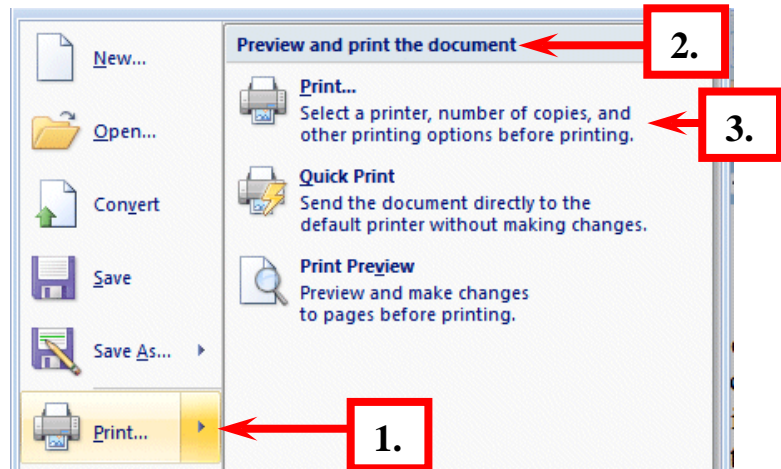 New...
Open...
Convert
Save
Save As...
Print...
1.
Preview and print the document
2.
Print...
Select a printer, number of copies, and
other printing options before printing.
3.
Quick Print
Send the document directly to the
default printer without making changes.
Print Preview
Preview and make changes
to pages before printing.